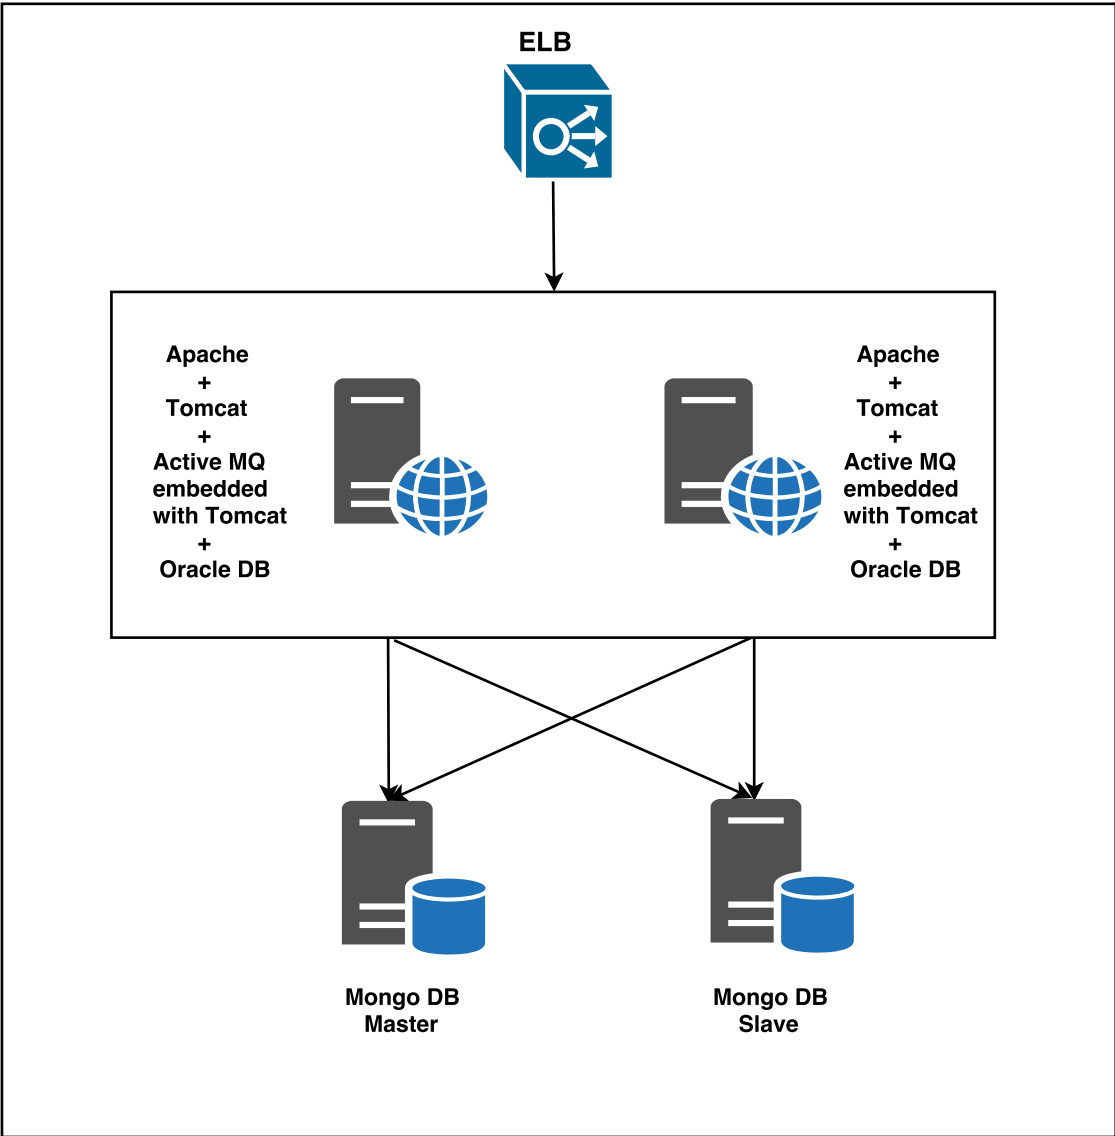 ELB
Apache
+
Tomcat
+
Active MQ
embedded
with Tomcat
+
Oracle DB
Apache
+
Tomcat
+
Active MQ
embedded
with Tomcat
+
Oracle DB
Mongo DB
Master
Mongo DB
Slave